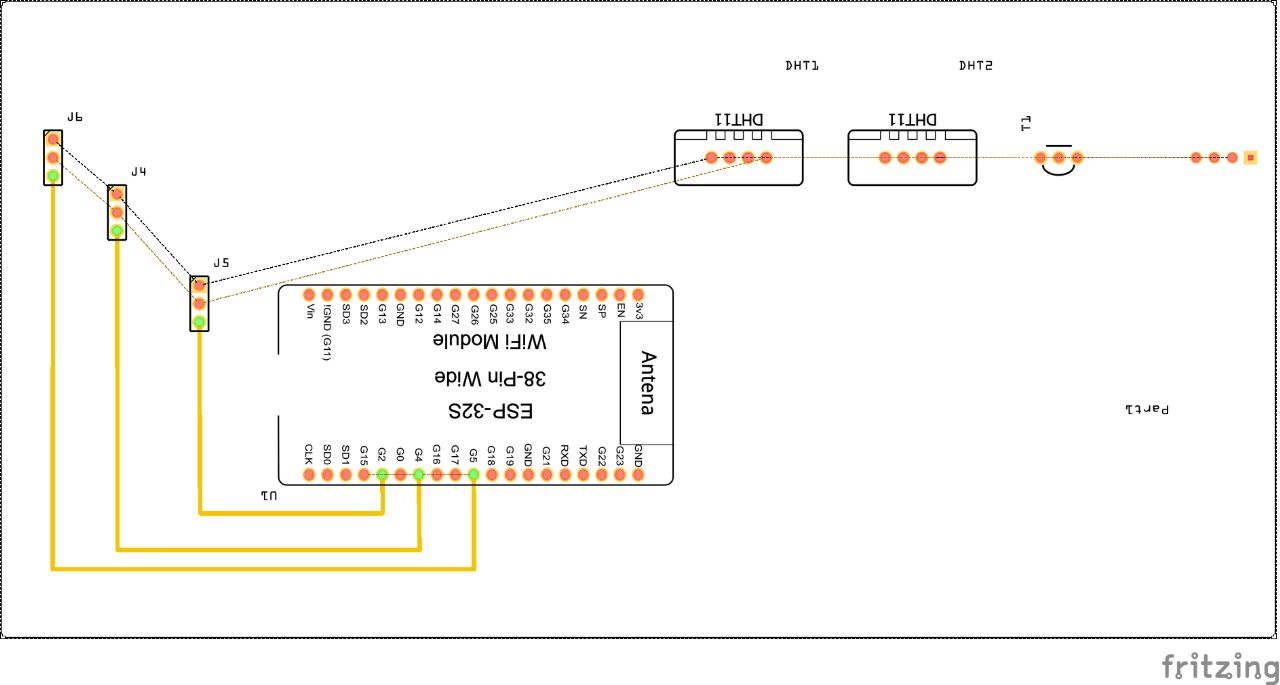 DHT1
DHT2
J6
DHT11
DHT11
T1
J4
J5
Vin
!GND (G11)
SD3
SD2
G13
GND
G12
G14
G27
G26
G25
G33
G32
G35
G34
SN
SP
EN
3v3
WiFi Module
38-Pin Wide
ESP-32S
Antena
Part1
CLK
SD0
SD1
G15
G2
G0
G4
G16
G17
G5
G18
G19
GND
G21
RXD
TXD
G22
G23
GND
U1
fritzing